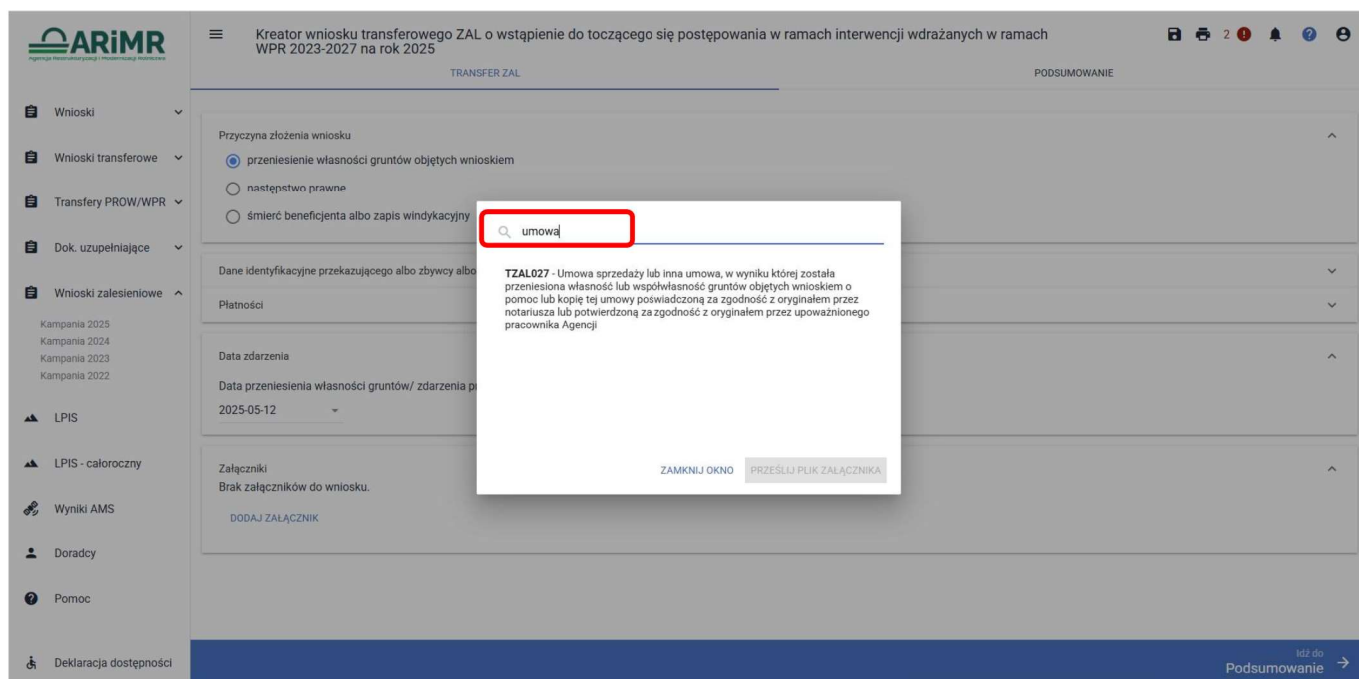 ARiMR
Agencja Restrukturyzacji i Modernizacji Rolnictwa
Kreator wniosku transferowego ZAL o wstąpienie do toczącego się postępowania w ramach interwencji wdrażanych w ramach
WPR 2023-2027 na rok 2025
2
TRANSFER ZAL
PODSUMOWANIE
Wnioski
Wnioski transferowe
Transfery PROW/WPR
Dok. uzupełniające
Wnioski zalesieniowe
Kampania 2025
Kampania 2024
Kampania 2023
Kampania 2022
LPIS
LPIS - całoroczny
Wyniki AMS
Doradcy
Pomoc
Deklaracja dostępności
Przyczyna złożenia wniosku
przeniesienie własności gruntów objętych wnioskiem
następstwo prawne
śmierć beneficjenta albo zapis windykacyjny
Dane identyfikacyjne przekazującego albo zbywcy albo
Płatności
Data zdarzenia
Data przeniesienia własności gruntów/ zdarzenia
2025-05-12
Załączniki
Brak załączników do wniosku.
DODAJ ZAŁĄCZNIK
umowa
TZAL027 - Umowa sprzedaży lub inna umowa, w wyniku której została
przeniesiona własność lub współwłasność gruntów objętych wnioskiem o
pomoc lub kopię tej umowy poświadczoną za zgodność z oryginałem przez
notariusza lub potwierdzoną za zgodność z oryginałem przez upoważnionego
pracownika Agencji
ZAMKNIJ OKNO
PRZEŚLIJ PLIK ZAŁĄCZNIKA
Idź do
Podsumowanie